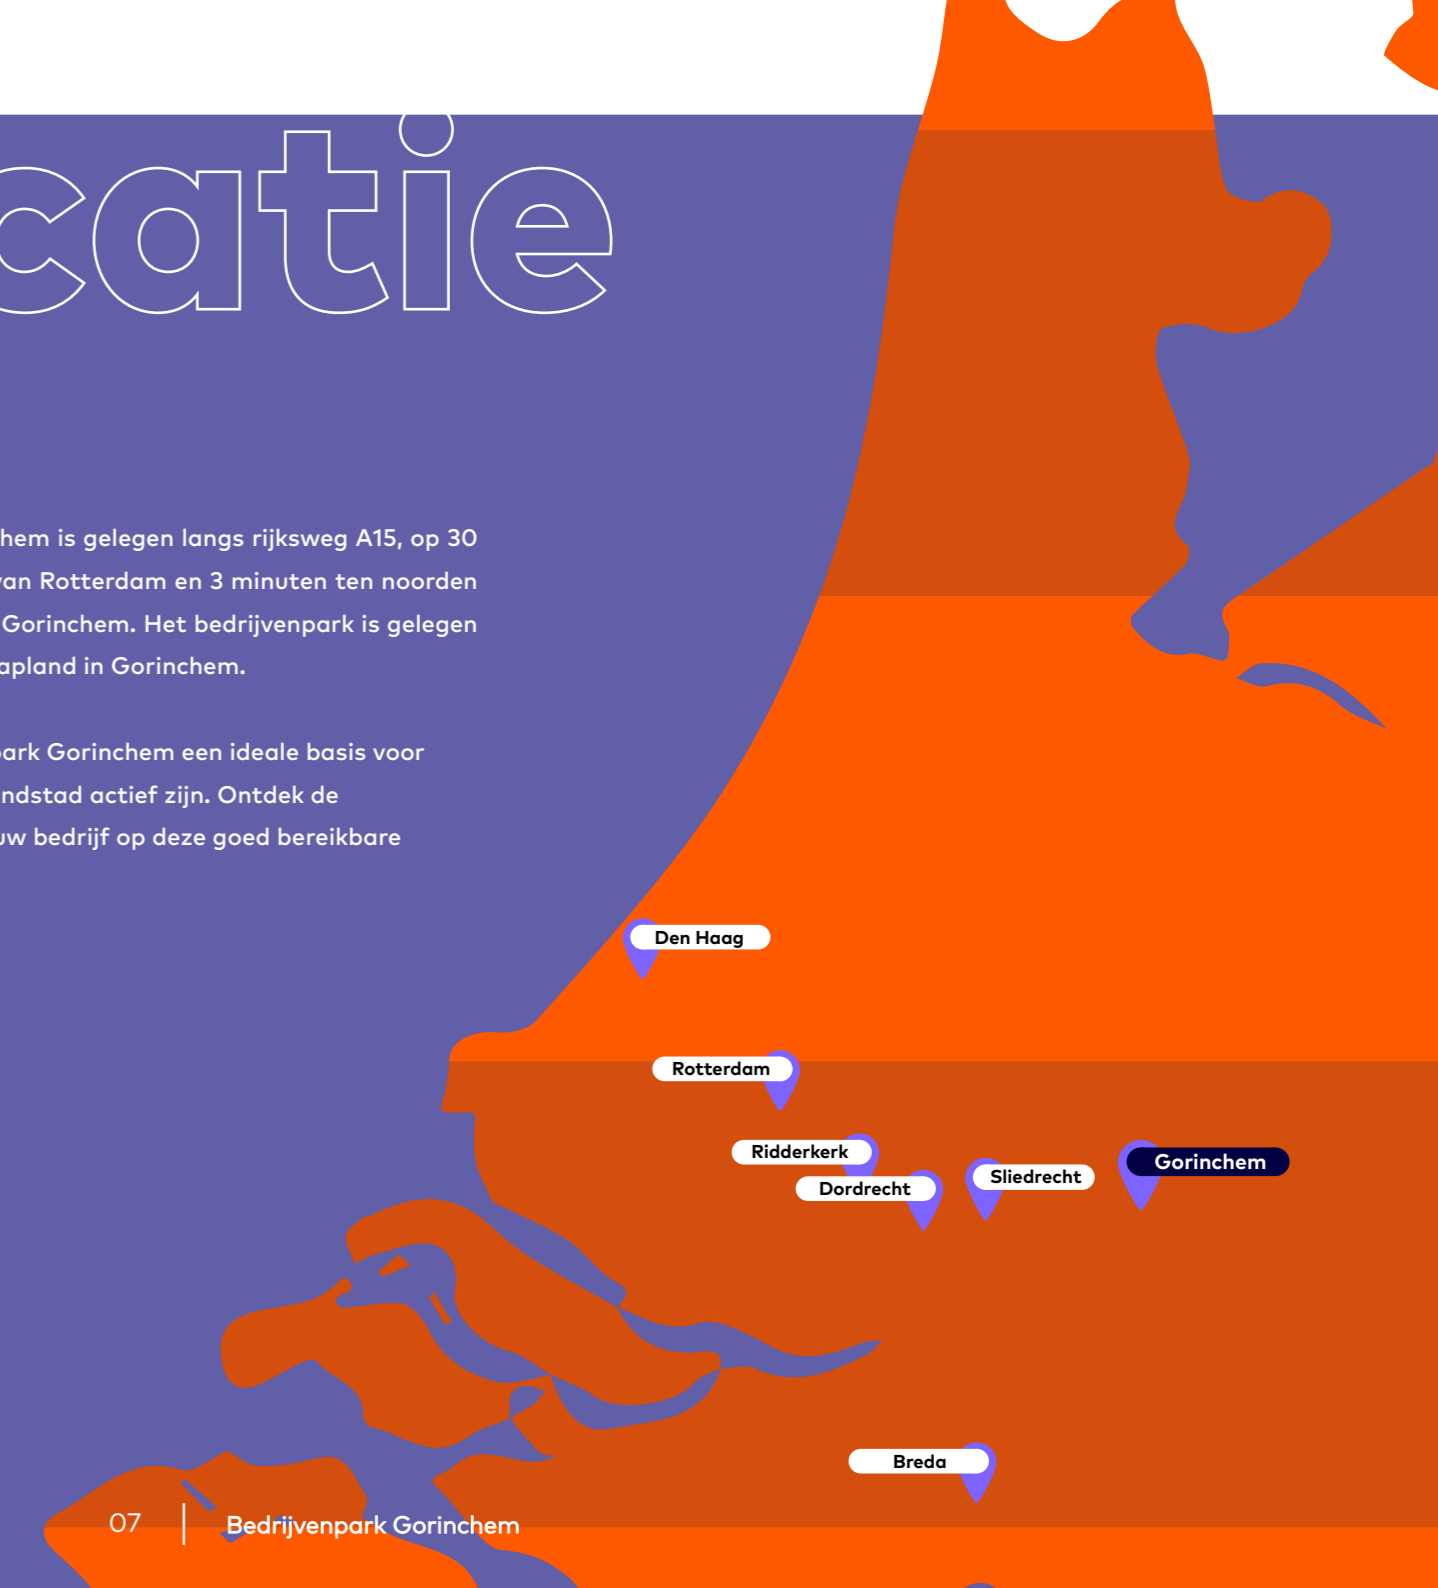 catie
hem is gelegen langs rijksweg A15, op 30
van Rotterdam en 3 minuten ten noorden
Gorinchem. Het bedrijvenpark is gelegen
apland in Gorinchem.
park Gorinchem een ideale basis voor
ndstad actief zijn. Ontdek de
uw bedrijf op deze goed bereikbare
Den Haag
Rotterdam
Ridderkerk
Gorinchem
Sliedrecht
Dordrecht
Breda
07 | Bedrijvenpark Gorinchem